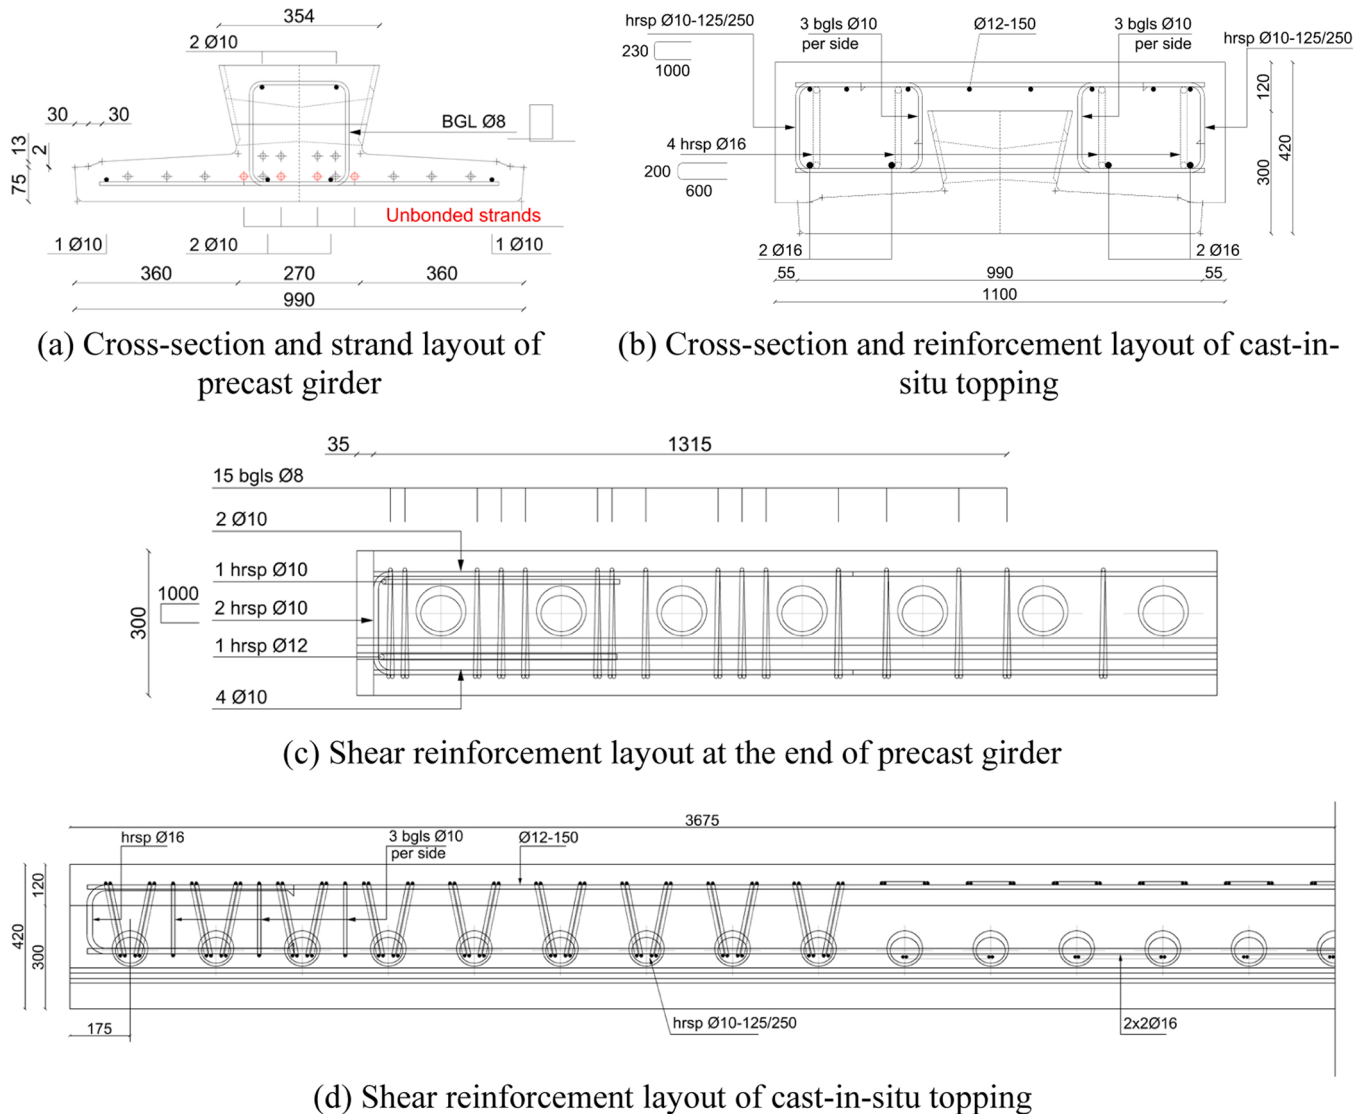 354
2 Ø10
30
30
BGL Ø8
13
2
75
Unbonded strands
1 Ø10
2 Ø10
1 Ø10
360
270
360
990
(a) Cross-section and strand layout of
precast girder
hrsp Ø10-125/250
3 bgls Ø10
per side
Ø12-150
3 bgls Ø10
per side
hrsp Ø10-125/250
230
1000
4 hrsp Ø16
200
600
120
300
420
2 Ø16
2 Ø16
55
990
55
1100
(b) Cross-section and reinforcement layout of cast-in-
situ topping
35
1315
15 bgls Ø8
2 Ø10
1 hrsp Ø10
1000
2 hrsp Ø10
300
1 hrsp Ø12
4 Ø10
(c) Shear reinforcement layout at the end of precast girder
3675
hrsp Ø16
3 bgls Ø10
per side
Ø12-150
120
420
300
175
hrsp Ø10-125/250
2x2Ø16
(d) Shear reinforcement layout of cast-in-situ topping